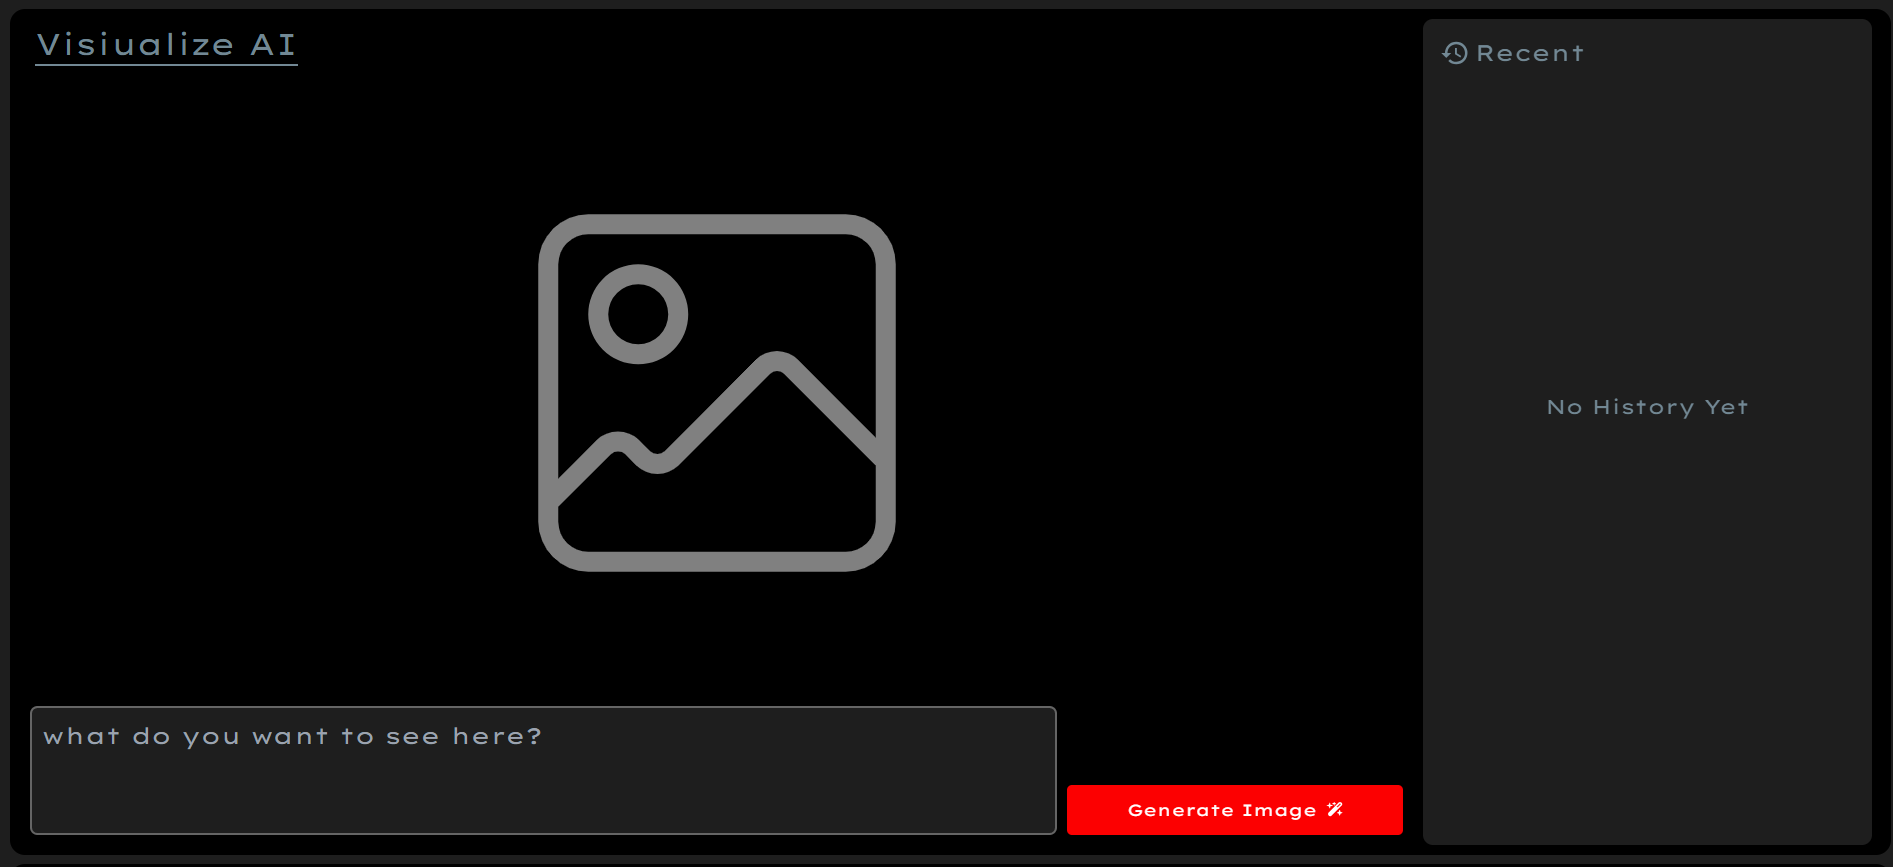 Visiualize AI
Recent
No History Yet
what do you want to see here?
Generate Image